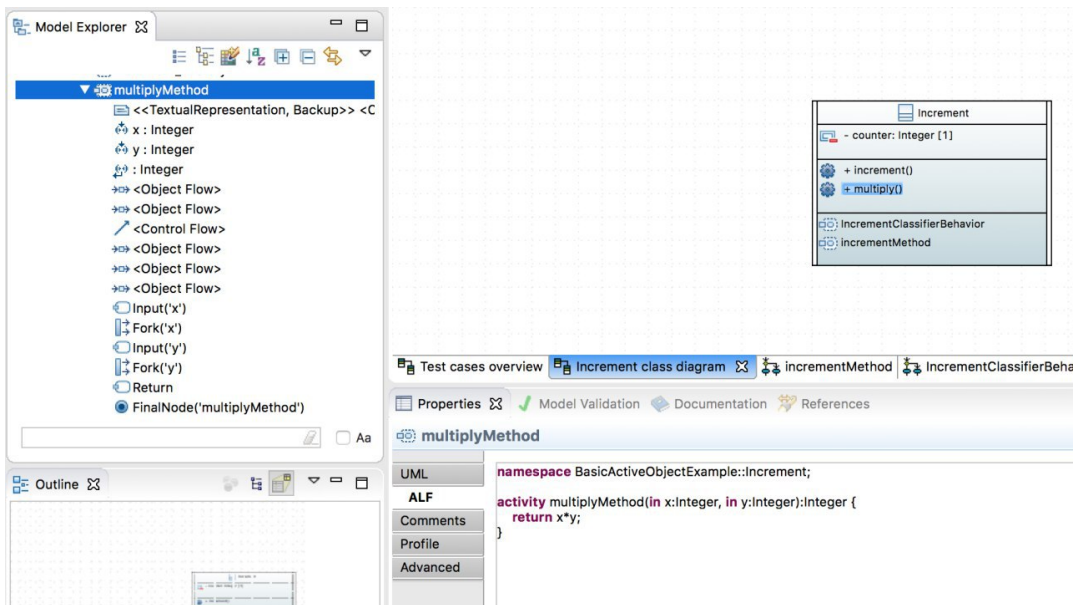 Model Explorer
multiplyMethod
<<TextualRepresentation, Backup>> <C
x : Integer
y : Integer
: Integer
<Object Flow>
<Object Flow>
<Control Flow>
<Object Flow>
<Object Flow>
<Object Flow>
Input('x')
Fork('x')
Input('y')
Fork('y')
Return
FinalNode('multiplyMethod')
Aa
Outline
Increment
- counter: Integer [1]
+ increment()
+ multiply()
IncrementClassifierBehavior
incrementMethod
Test cases overview Increment class diagram incrementMethod IncrementClassifierBeha
Properties Model Validation Documentation References
multiplyMethod
UML
ALF
Comments
Profile
Advanced
namespace BasicActiveObjectExample::Increment;
activity multiplyMethod(in x:Integer, in y:Integer):Integer {
return x*y;
}